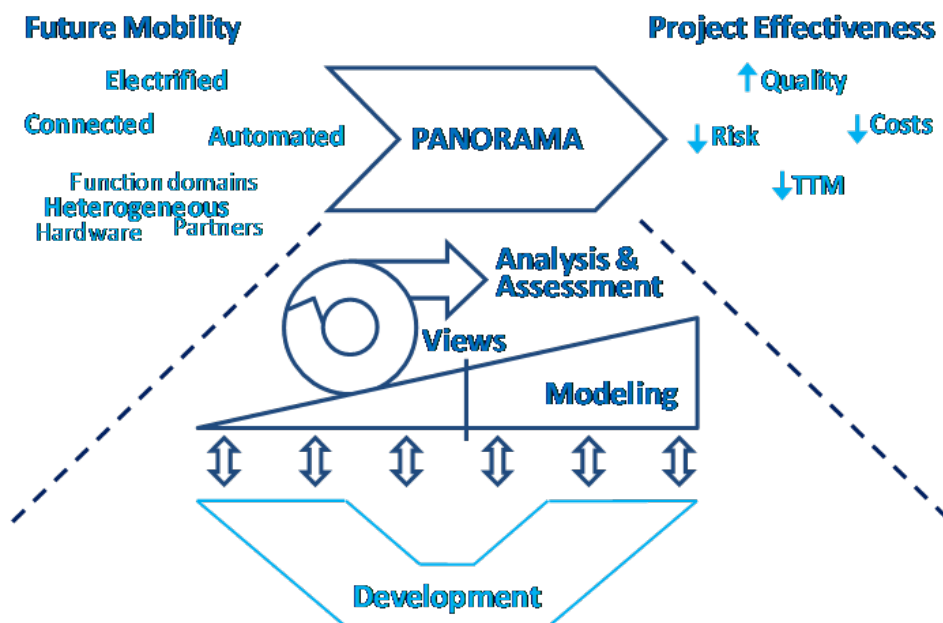 Future Mobility
Electrified
Connected
Automated
Function domains
Heterogeneous
Hardware
Partners
PANORAMA
Project Effectiveness
Quality
Risk
Costs
TTM
Analysis &
Assessment
Views
Modeling
Development